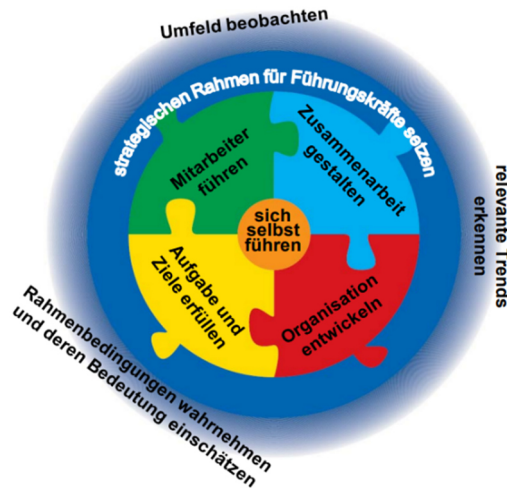 Umfeld beobachten
strategischen Rahmen für Führungskräfte setzen
Mitarbeiter
führen
Zusammenarbeit
gestalten
sich
selbst
führen
relevante Trends
erkennen
Aufgabe und
Ziele erfüllen
Organisation
entwickeln
Rahmenbedingungen wahrnehmen
und deren Bedeutung einschätzen